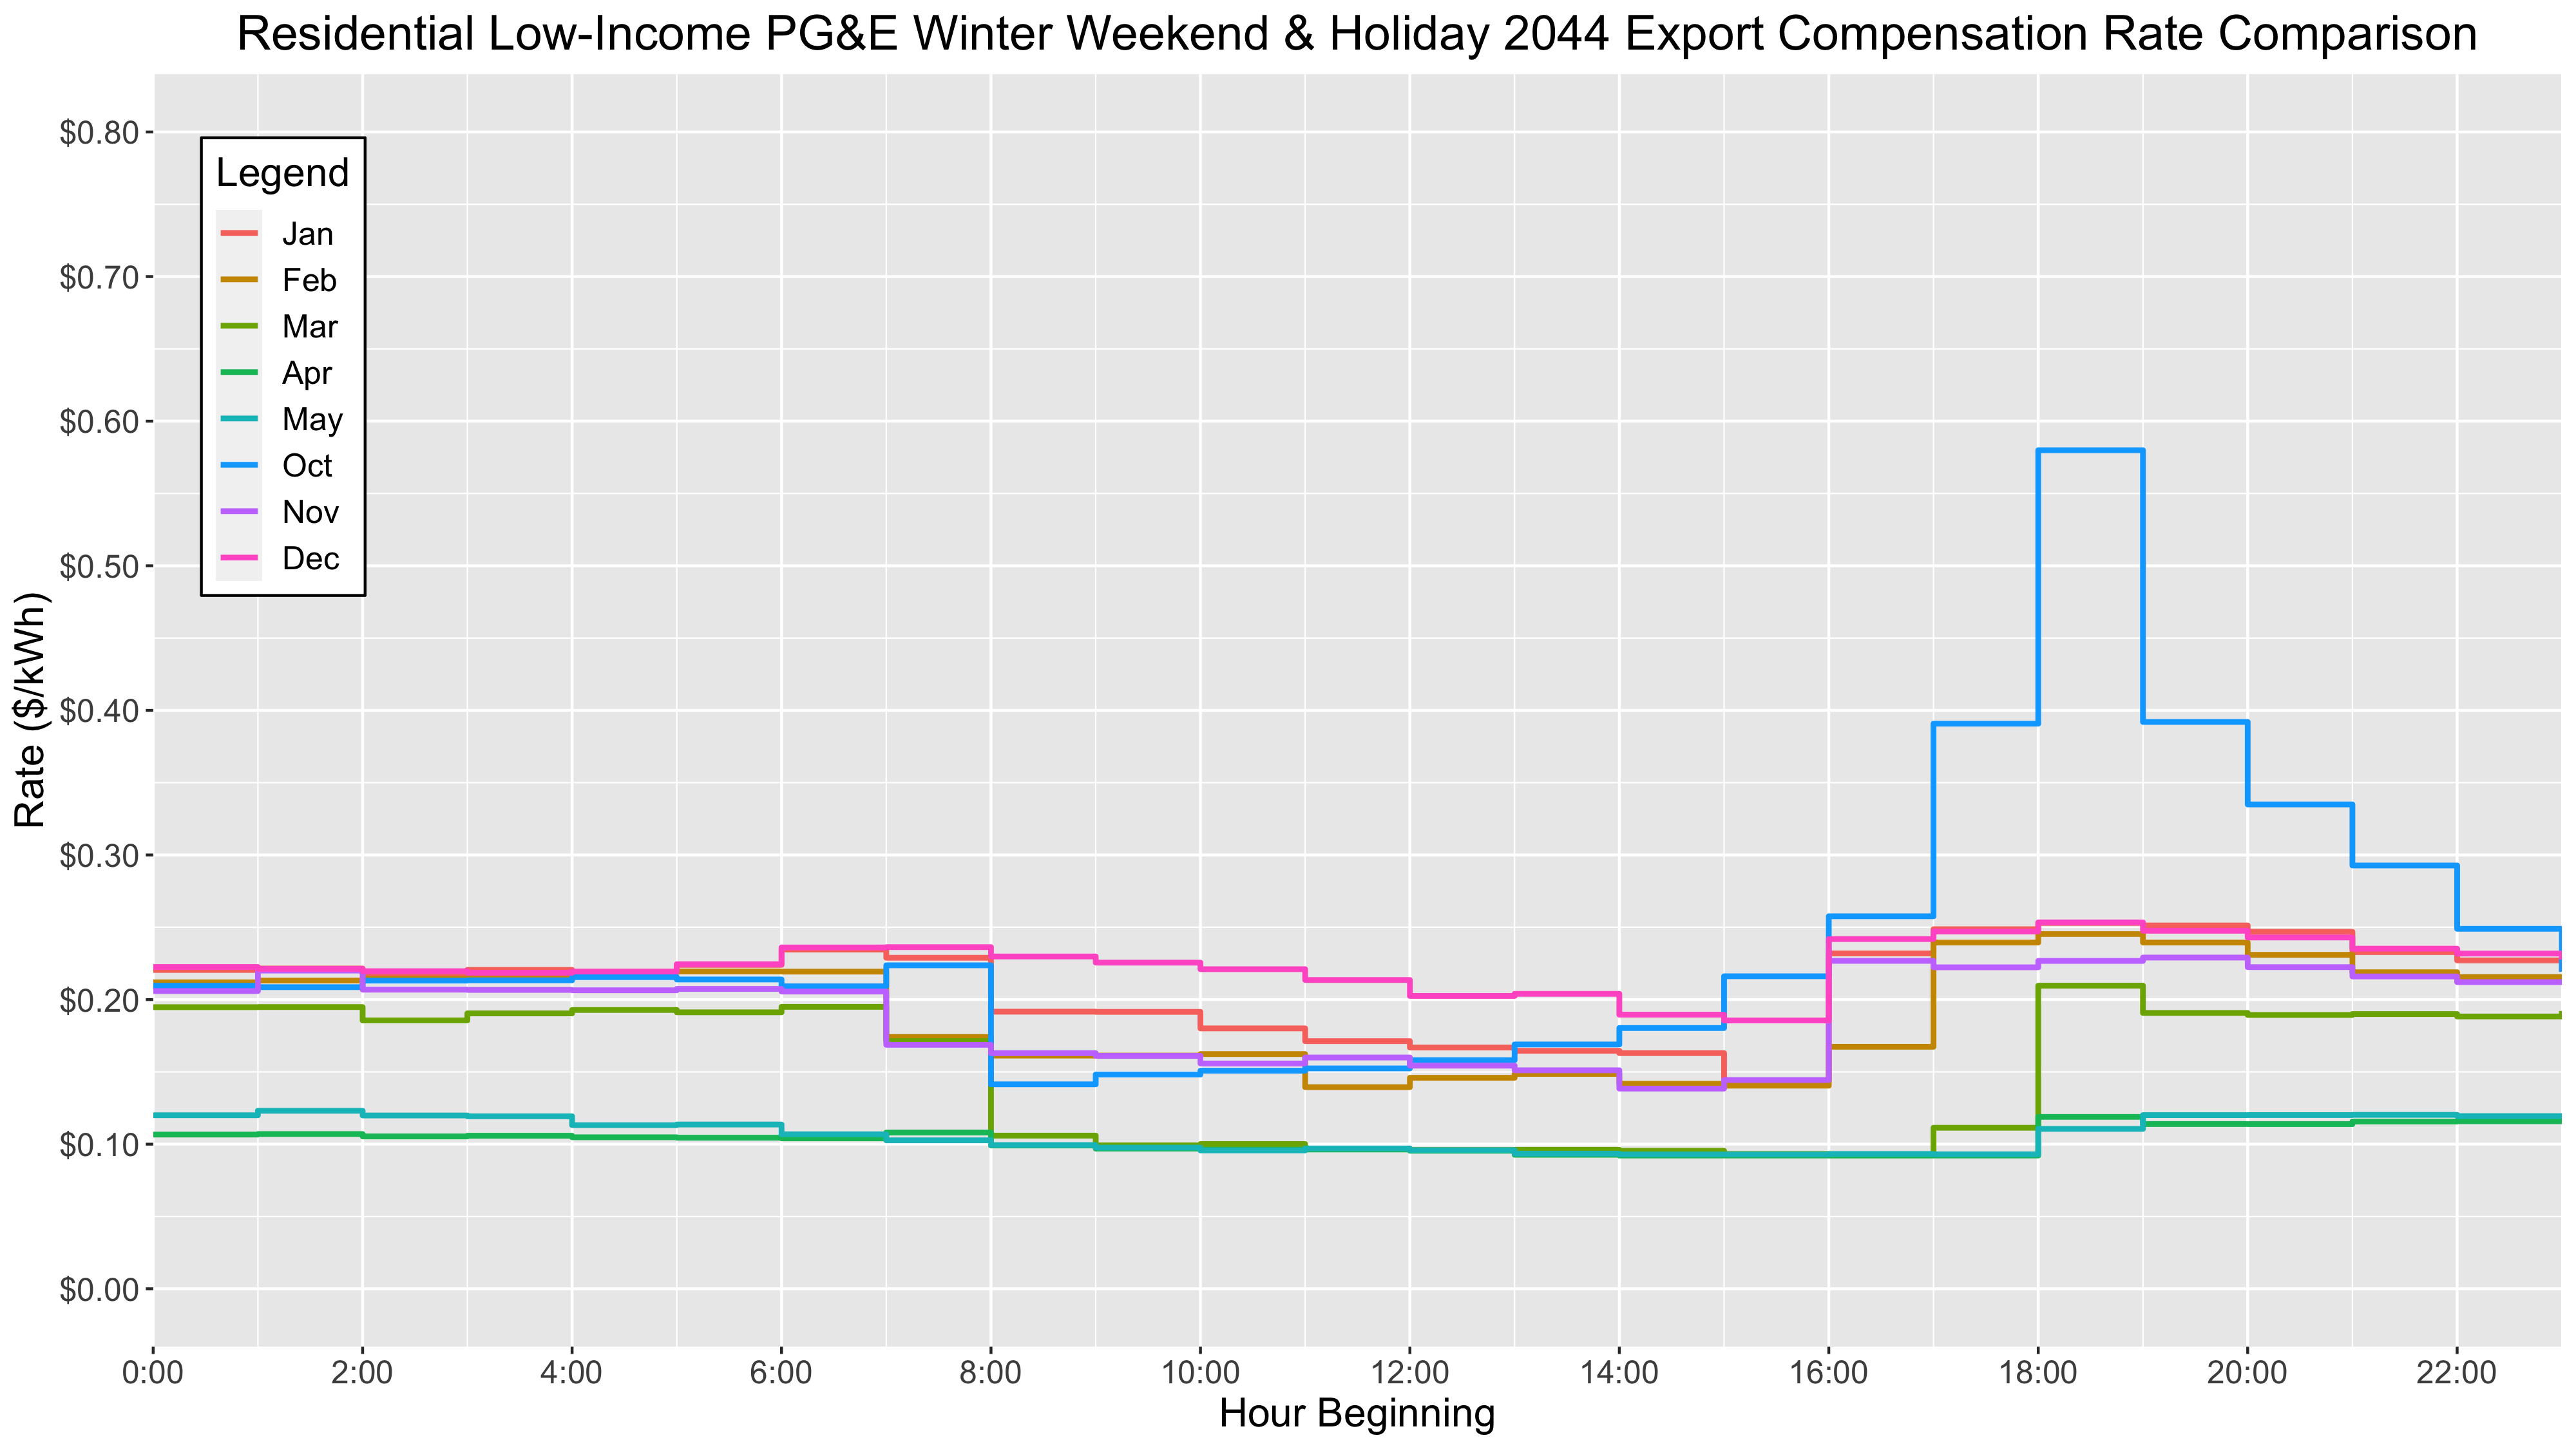 Residential Low-Income PG&E Winter Weekend & Holiday 2044 Export Compensation Rate Comparison
Rate ($/kWh)
$0.80
$0.70
$0.60
$0.50
$0.40
$0.30
$0.20
$0.10
$0.00
Legend
Jan
Feb
Mar
Apr
May
Oct
Nov
Dec
0:00 2:00 4:00 6:00 8:00 10:00 12:00 14:00 16:00 18:00 20:00 22:00
Hour Beginning